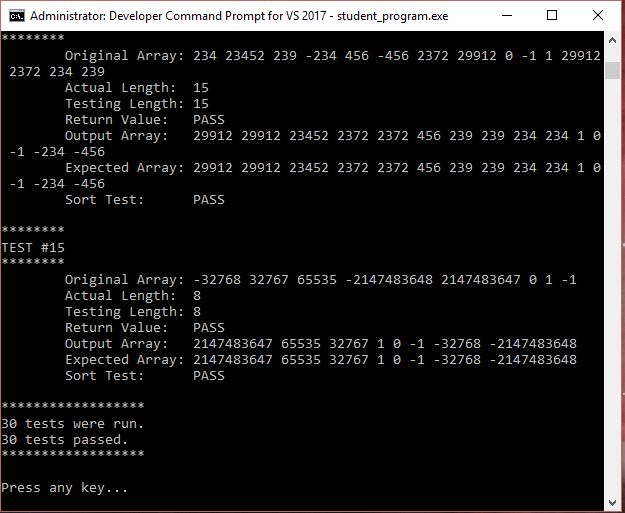 Administrator: Developer Command Prompt for VS 2017 - student_program.exe
********
Original Array: 234 23452 239 -234 456 -456 2372 29912 0 -1 1 29912
2372 234 239
Actual Length: 15
Testing Length: 15
Return Value: PASS
Output Array: 29912 29912 23452 2372 2372 456 239 239 234 234 1 0
-1 -234 -456
Expected Array: 29912 29912 23452 2372 2372 456 239 239 234 234 1 0
-1 -234 -456
Sort Test: PASS
********
TEST #15
********
Original Array: -32768 32767 65535 -2147483648 2147483647 0 1 -1
Actual Length: 8
Testing Length: 8
Return Value: PASS
Output Array: 2147483647 65535 32767 1 0 -1 -32768 -2147483648
Expected Array: 2147483647 65535 32767 1 0 -1 -32768 -2147483648
Sort Test: PASS
******************
30 tests were run.
30 tests passed.
******************
Press any key...